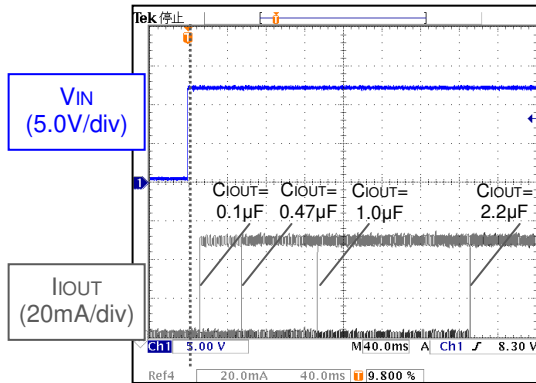 Tek 停止
T
T
VIN
(5.0V/div)
1
CIOUT=
0.1µF
CIOUT=
0.47µF
CIOUT=
1.0µF
CIOUT=
2.2µF
IIOUT
(20mA/div)
Ch1 5.00 V M 40.0ms A Ch1 8.30 V
Ref4 20.0mA 40.0ms T 9.800 %